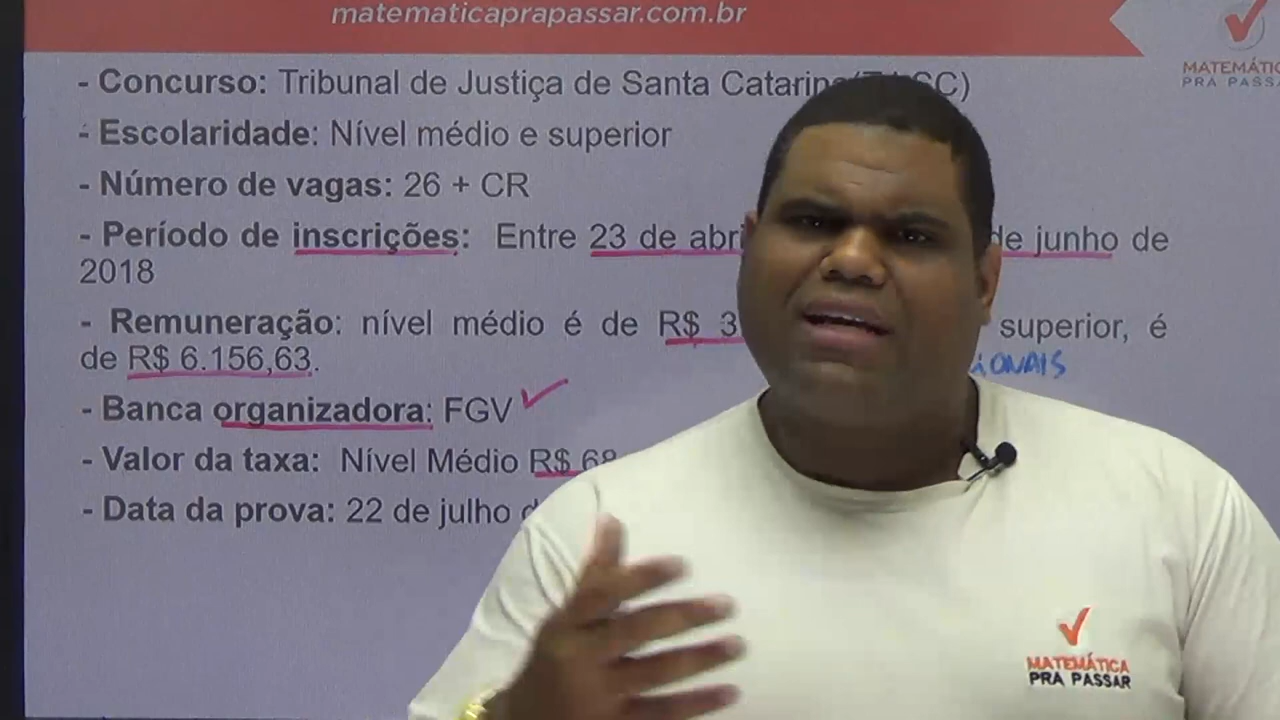 matematicaprapassar.com.br
MATEMÁTIC
PRA PASSA
- Concurso: Tribunal de Justiça de Santa Catarina SC)
- Escolaridade: Nível médio e superior
- Número de vagas: 26 + CR
- Período de inscrições: Entre 23 de abri de junho de
2018
- Remuneração: nível médio é de R$ 3 superior, é
de R$ 6.156,63.
- Banca organizadora: FGV
- Valor da taxa: Nível Médio R$ 68
- Data da prova: 22 de julho
MATEMÁTICA
PRA PASSAR